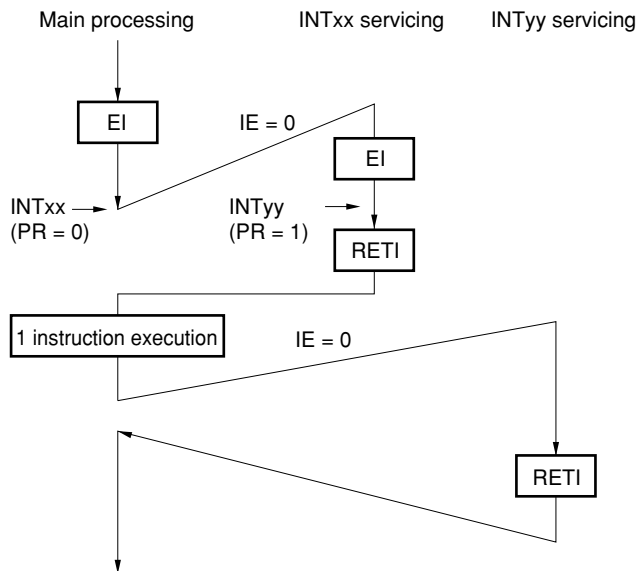 Main processing
INTxx servicing
INTyy servicing
EI
IE = 0
EI
INTxx
(PR = 0)
INTyy
(PR = 1)
RETI
1 instruction execution
IE = 0
RETI